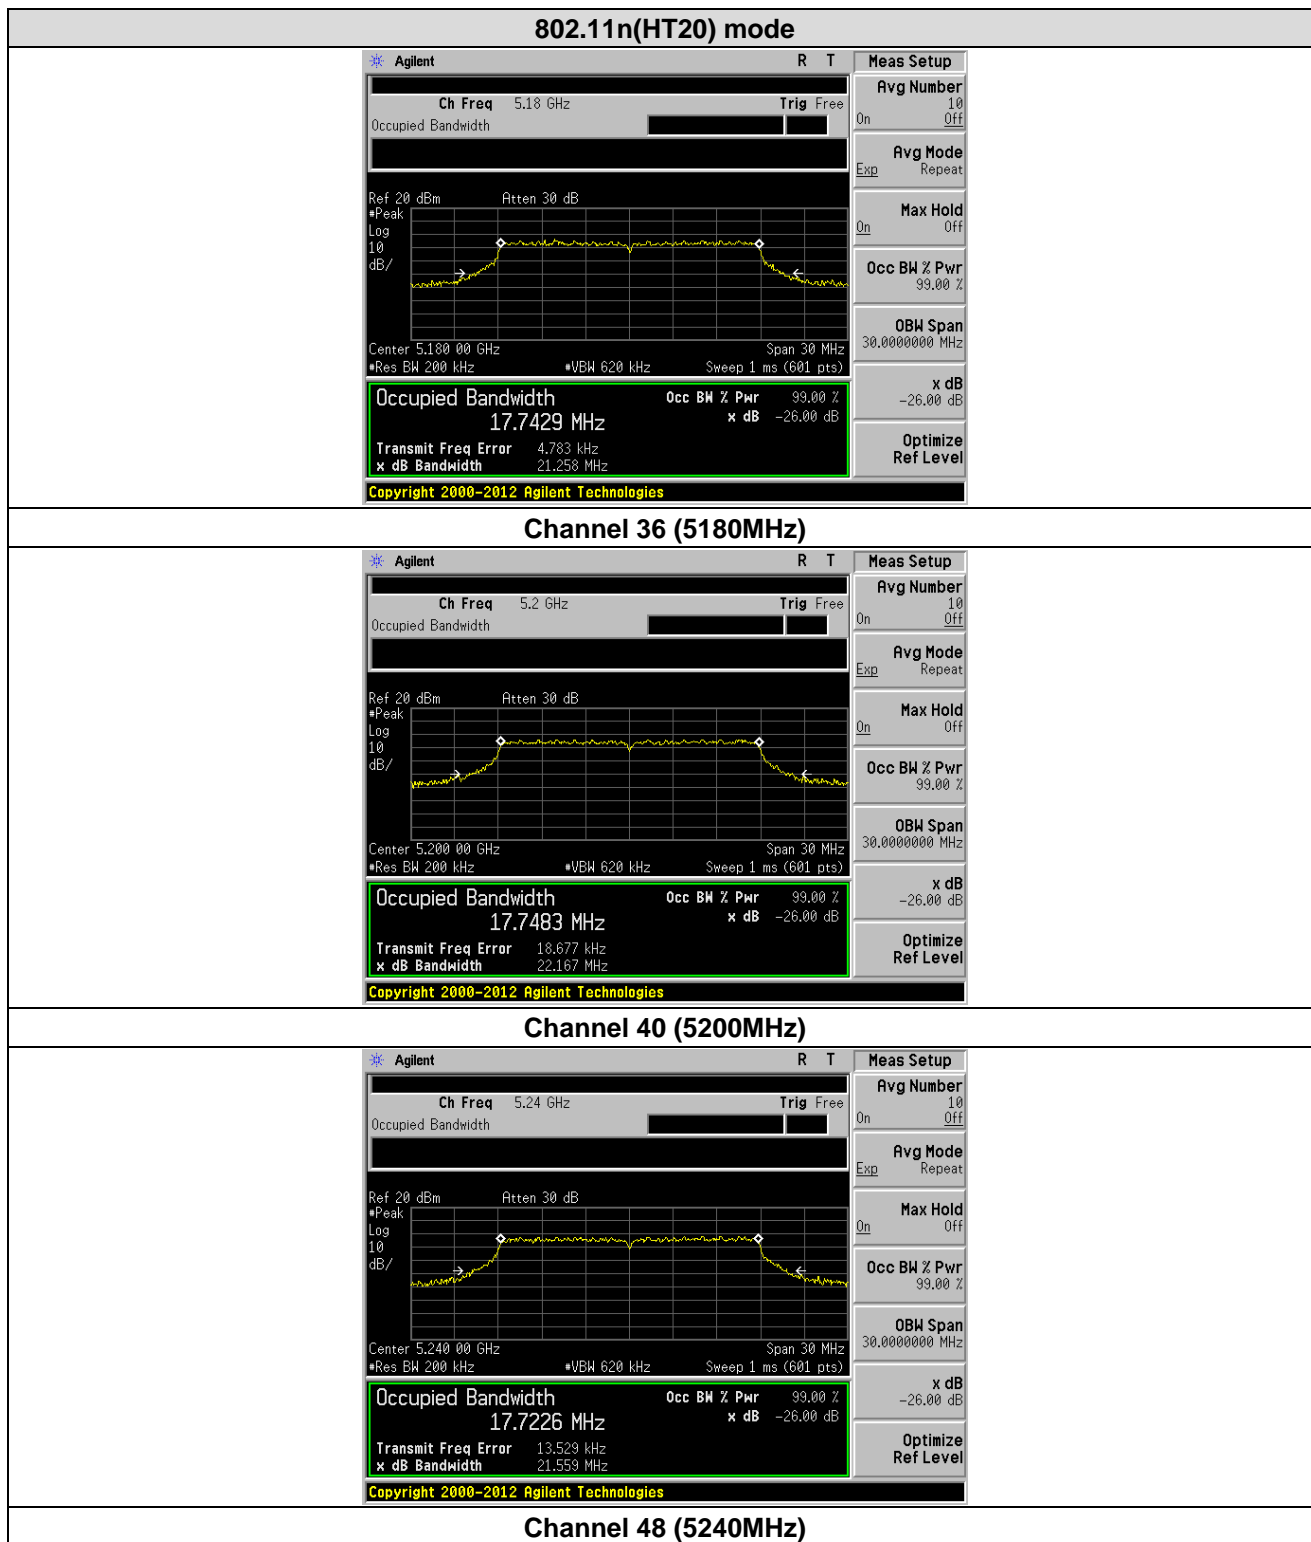 802.11n(HT20) mode
Agilent R T Meas Setup
Ch Freq 5.18 GHz Trig Free
Occupied Bandwidth
Avg Number
10
On Off
Avg Mode
Exp Repeat
Max Hold
On Off
Occ BW % Pwr
99.00 %
OBW Span
30.0000000 MHz
x dB
-26.00 dB
Optimize
Ref Level
Ref 20 dBm Atten 30 dB
#Peak
Log
10
dB/
Center 5.180 00 GHz Span 30 MHz
#Res BW 200 kHz #VBW 620 kHz Sweep 1 ms (601 pts)
Occupied Bandwidth Occ BW % Pwr 99.00 %
17.7429 MHz x dB -26.00 dB
Transmit Freq Error 4.783 kHz
x dB Bandwidth 21.258 MHz
Copyright 2000-2012 Agilent Technologies
Channel 36 (5180MHz)
Agilent R T Meas Setup
Ch Freq 5.2 GHz Trig Free
Occupied Bandwidth
Avg Number
10
On Off
Avg Mode
Exp Repeat
Max Hold
On Off
Occ BW % Pwr
99.00 %
OBW Span
30.0000000 MHz
x dB
-26.00 dB
Optimize
Ref Level
Ref 20 dBm Atten 30 dB
#Peak
Log
10
dB/
Center 5.200 00 GHz Span 30 MHz
#Res BW 200 kHz #VBW 620 kHz Sweep 1 ms (601 pts)
Occupied Bandwidth Occ BW % Pwr 99.00 %
17.7483 MHz x dB -26.00 dB
Transmit Freq Error 18.677 kHz
x dB Bandwidth 22.167 MHz
Copyright 2000-2012 Agilent Technologies
Channel 40 (5200MHz)
Agilent R T Meas Setup
Ch Freq 5.24 GHz Trig Free
Occupied Bandwidth
Avg Number
10
On Off
Avg Mode
Exp Repeat
Max Hold
On Off
Occ BW % Pwr
99.00 %
OBW Span
30.0000000 MHz
x dB
-26.00 dB
Optimize
Ref Level
Ref 20 dBm Atten 30 dB
#Peak
Log
10
dB/
Center 5.240 00 GHz Span 30 MHz
#Res BW 200 kHz #VBW 620 kHz Sweep 1 ms (601 pts)
Occupied Bandwidth Occ BW % Pwr 99.00 %
17.7226 MHz x dB -26.00 dB
Transmit Freq Error 13.529 kHz
x dB Bandwidth 21.559 MHz
Copyright 2000-2012 Agilent Technologies
Channel 48 (5240MHz)